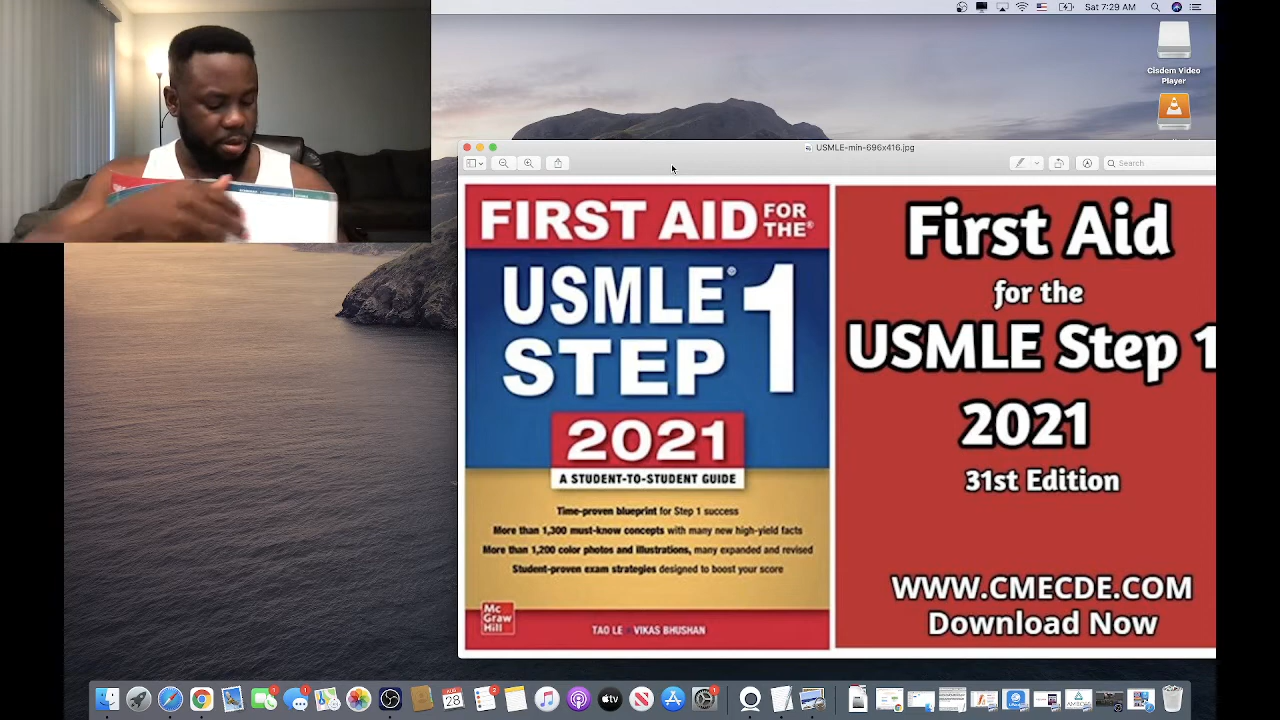 Sat 7:29 AM
Cisdem Video
Player
USMLE-min-696x416.jpg
Search
FIRST AID FOR
THE®
USMLE® 1
STEP
2021
A STUDENT-TO-STUDENT GUIDE
Time-proven blueprint for Step 1 success
More than 1,300 must-know concepts with many new high-yield facts
More than 1,200 color photos and illustrations, many expanded and revised
Student-proven exam strategies designed to boost your score
Mc
Graw
Hill
TAO LE • VIKAS BHUSHAN
First Aid
for the
USMLE Step 1
2021
31st Edition
WWW.CMECDE.COM
Download Now
AUG
28
tv